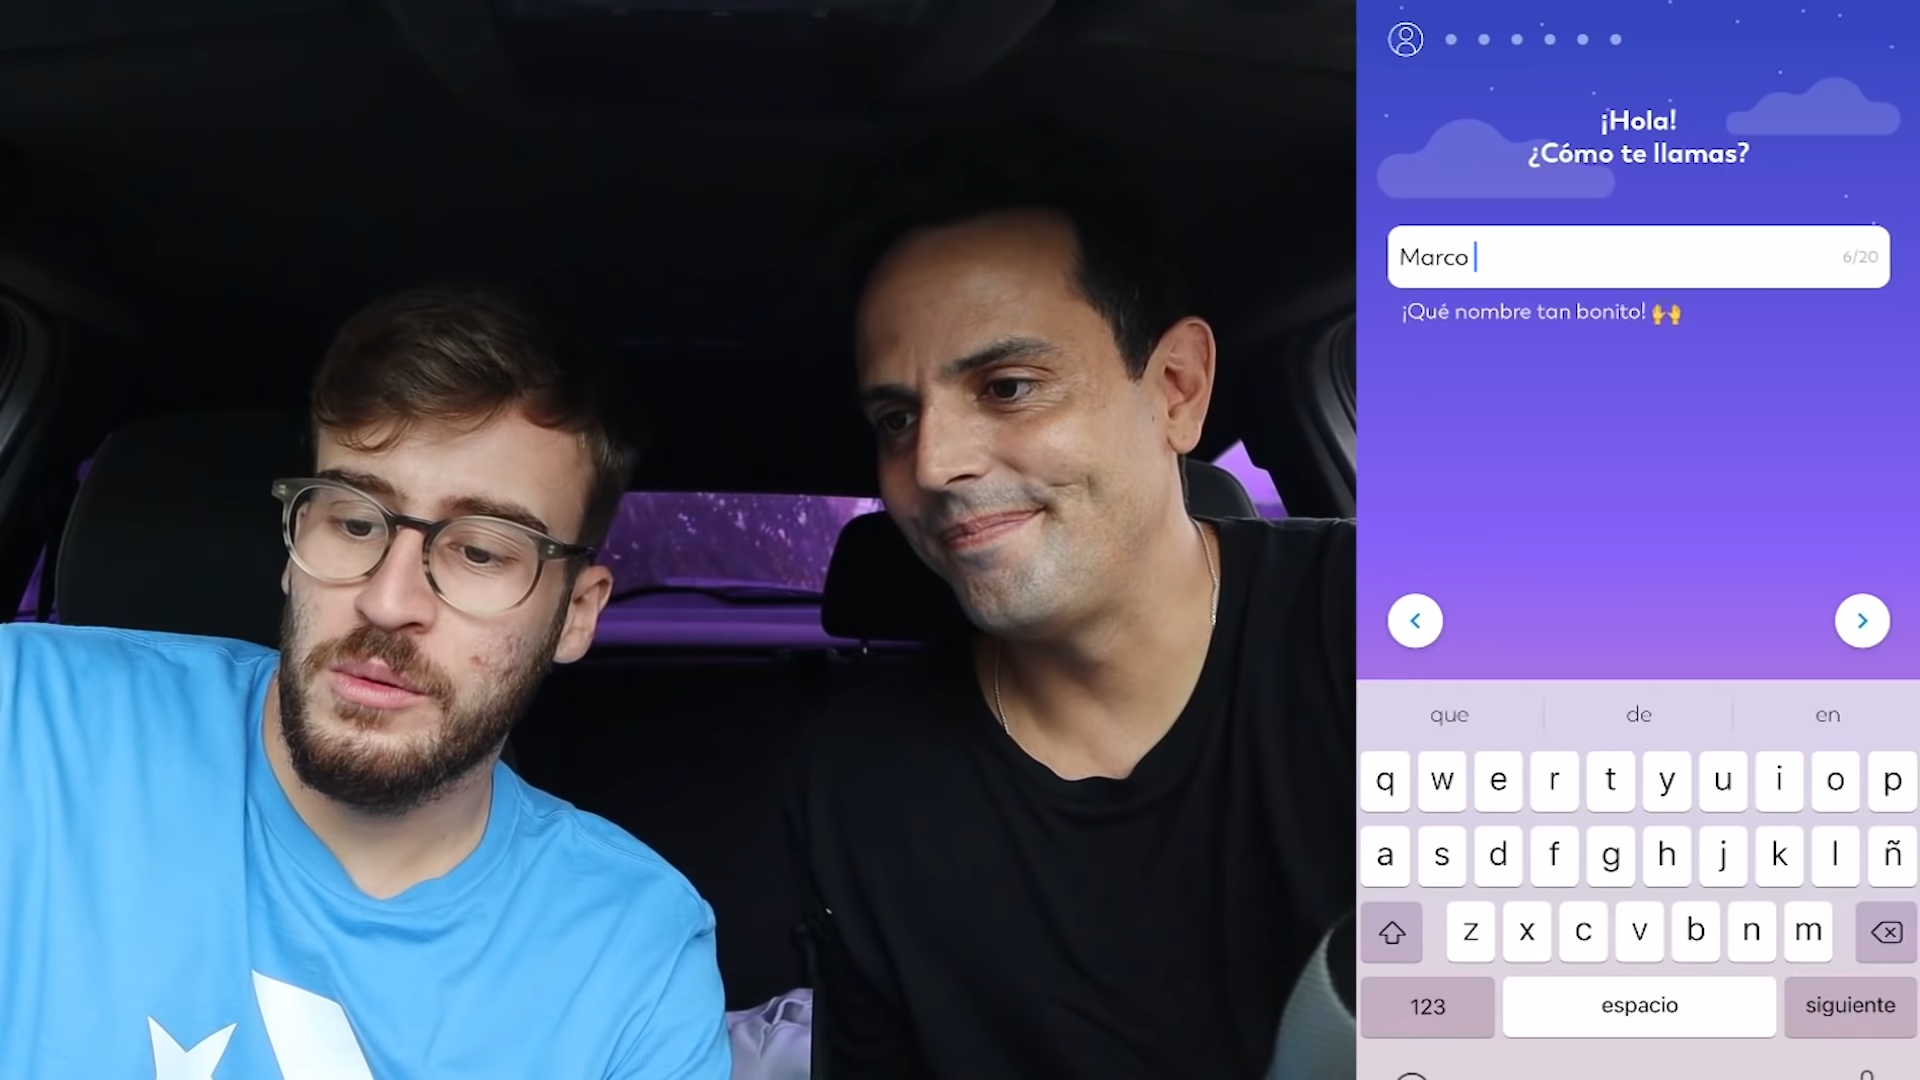 ¡Hola!
¿Cómo te llamas?
Marco
6/20
¡Qué nombre tan bonito! 🙌
que de en
q w e r t y u i o p
a s d f g h j k l ñ
z x c v b n m
123 espacio siguiente